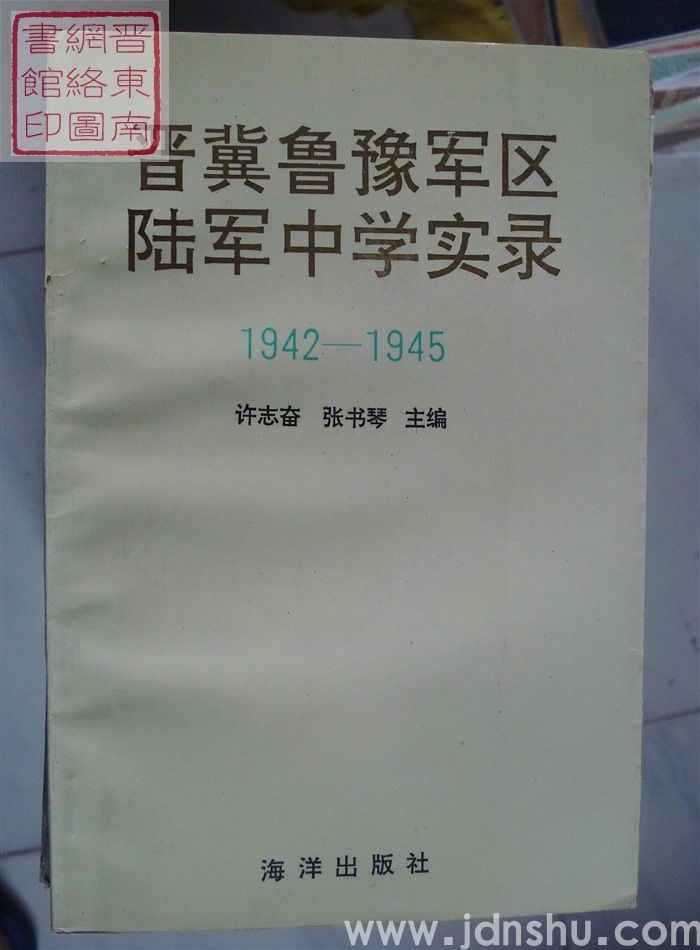 晋東南
網絡圖
書館印
晋冀鲁豫军区
陆军中学实录
1942—1945
许志奋 张书琴 主编
海洋出版社
www.jdnshu.com